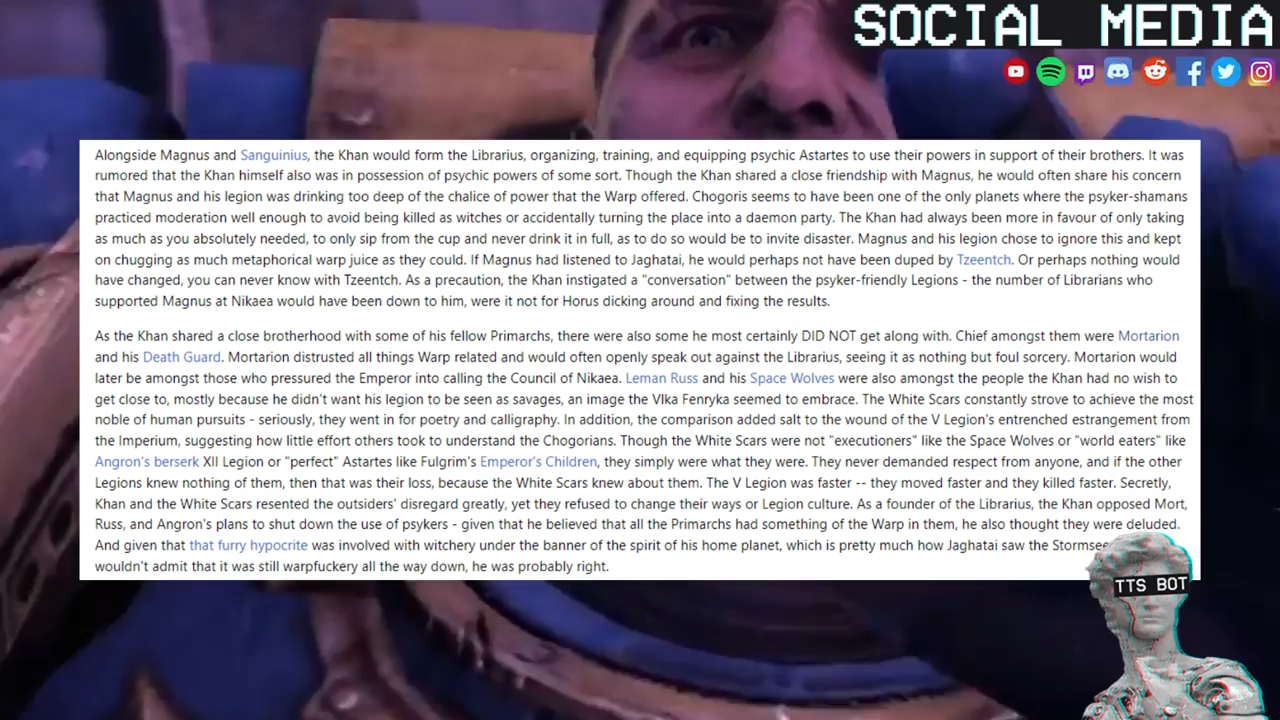 SOCIAL MEDIA
Alongside Magnus and Sanguinius, the Khan would form the Librarius, organizing, training, and equipping psychic Astartes to use their powers in support of their brothers. It was
rumored that the Khan himself also was in possession of psychic powers of some sort. Though the Khan shared a close friendship with Magnus, he would often share his concern
that Magnus and his legion was drinking too deep of the chalice of power that the Warp offered. Chogoris seems to have been one of the only planets where the psyker-shamans
practiced moderation well enough to avoid being killed as witches or accidentally turning the place into a daemon party. The Khan had always been more in favour of only taking
as much as you absolutely needed, to only sip from the cup and never drink it in full, as to do so would be to invite disaster. Magnus and his legion chose to ignore this and kept
on chugging as much metaphorical warp juice as they could. If Magnus had listened to Jaghatai, he would perhaps not have been duped by Tzeentch. Or perhaps nothing would
have changed, you can never know with Tzeentch. As a precaution, the Khan instigated a "conversation" between the psyker-friendly Legions - the number of Librarians who
supported Magnus at Nikaea would have been down to him, were it not for Horus dicking around and fixing the results.
As the Khan shared a close brotherhood with some of his fellow Primarchs, there were also some he most certainly DID NOT get along with. Chief amongst them were Mortarion
and his Death Guard. Mortarion distrusted all things Warp related and would often openly speak out against the Librarius, seeing it as nothing but foul sorcery. Mortarion would
later be amongst those who pressured the Emperor into calling the Council of Nikaea. Leman Russ and his Space Wolves were also amongst the people the Khan had no wish to
get close to, mostly because he didn't want his legion to be seen as savages, an image the Vlka Fenryka seemed to embrace. The White Scars constantly strove to achieve the most
noble of human pursuits - seriously, they went in for poetry and calligraphy. In addition, the comparison added salt to the wound of the V Legion's entrenched estrangement from
the Imperium, suggesting how little effort others took to understand the Chogorians. Though the White Scars were not "executioners" like the Space Wolves or "world eaters" like
Angron's berserk XII Legion or "perfect" Astartes like Fulgrim's Emperor's Children, they simply were what they were. They never demanded respect from anyone, and if the other
Legions knew nothing of them, then that was their loss, because the White Scars knew about them. The V Legion was faster -- they moved faster and they killed faster. Secretly,
Khan and the White Scars resented the outsiders' disregard greatly, yet they refused to change their ways or Legion culture. As a founder of the Librarius, the Khan opposed Mort,
Russ, and Angron's plans to shut down the use of psykers - given that he believed that all the Primarchs had something of the Warp in them, he also thought they were deluded.
And given that that furry hypocrite was involved with witchery under the banner of the spirit of his home planet, which is pretty much how Jaghatai saw the
wouldn't admit that it was still warpfuckery all the way down, he was probably right.
TTS BOT